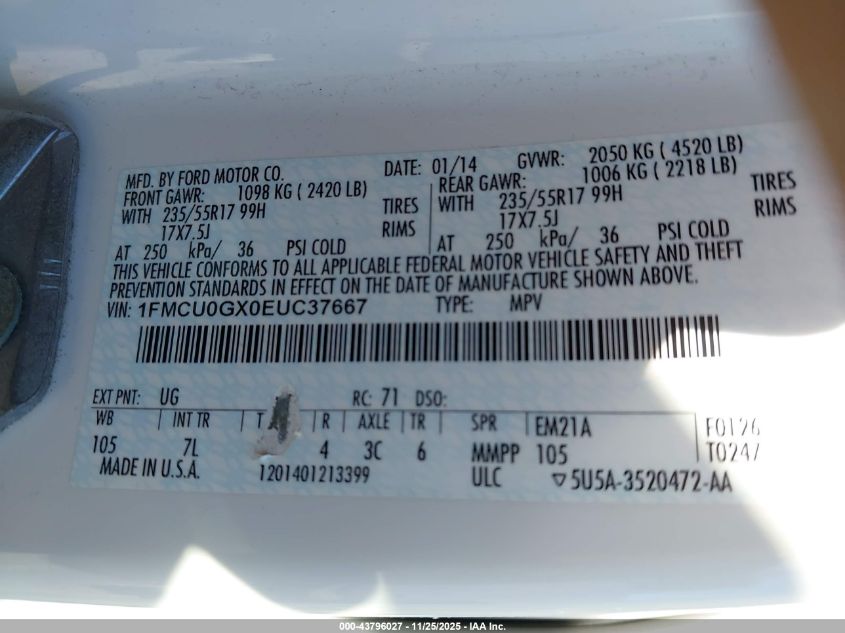 MFD. BY FORD MOTOR CO. DATE: 01/14 GVWR: 2050 KG ( 4520 LB)
FRONT GAWR: 1098 KG ( 2420 LB) REAR GAWR: 1006 KG ( 2218 LB)
WITH 235/55R17 99H TIRES WITH 235/55R17 99H TIRES
17X7.5J RIMS 17X7.5J RIMS
AT 250 kPa/ 36 PSI COLD AT 250 kPa/ 36 PSI COLD
THIS VEHICLE CONFORMS TO ALL APPLICABLE FEDERAL MOTOR VEHICLE SAFETY AND THEFT
PREVENTION STANDARDS IN EFFECT ON THE DATE OF MANUFACTURE SHOWN ABOVE.
VIN: 1FMCU0GX0EUC37667 TYPE: MPV
EXT PNT: UG RC: 71 DSO:
WB INT TR T R AXLE TR SPR EM21A F0126
105 7L 4 3C 6 MMPP 105 T0247
MADE IN U.S.A. 1201401213399 ULC 5U5A-3520472-AA
000-43796027 - 11/25/2025 - IAA Inc.